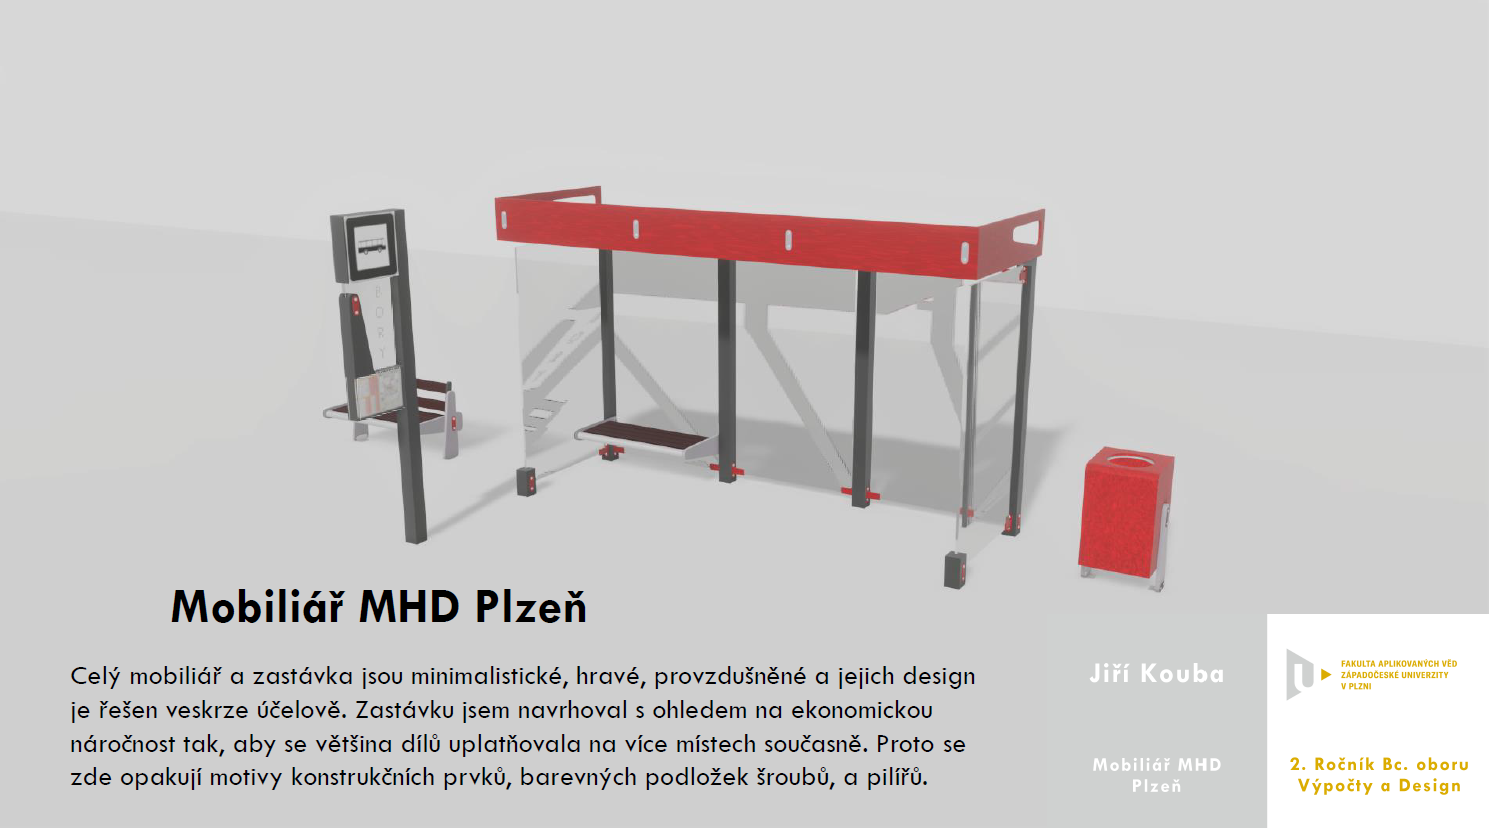 BORY
Mobiliář MHD Plzeň
Celý mobiliář a zastávka jsou minimalistické, hravé, provzdušněné a jejich design
je řešen veskrze účelově. Zastávku jsem navrhoval s ohledem na ekonomickou
náročnost tak, aby se většina dílů uplatňovala na více místech současně. Proto se
zde opakují motivy konstrukčních prvků, barevných podložek šroubů, a pilířů.
Jiří Kouba
Mobiliář MHD
Plzeň
FAKULTA APLIKOVANÝCH VĚD
ZÁPADOČESKÉ UNIVERZITY
V PLZNI
2. Ročník Bc. oboru
Výpočty a Design